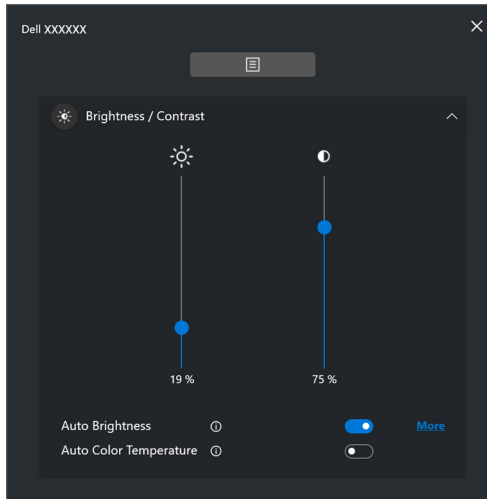 Dell XXXXXX
Brightness / Contrast
19 % 75 %
Auto Brightness More
Auto Color Temperature